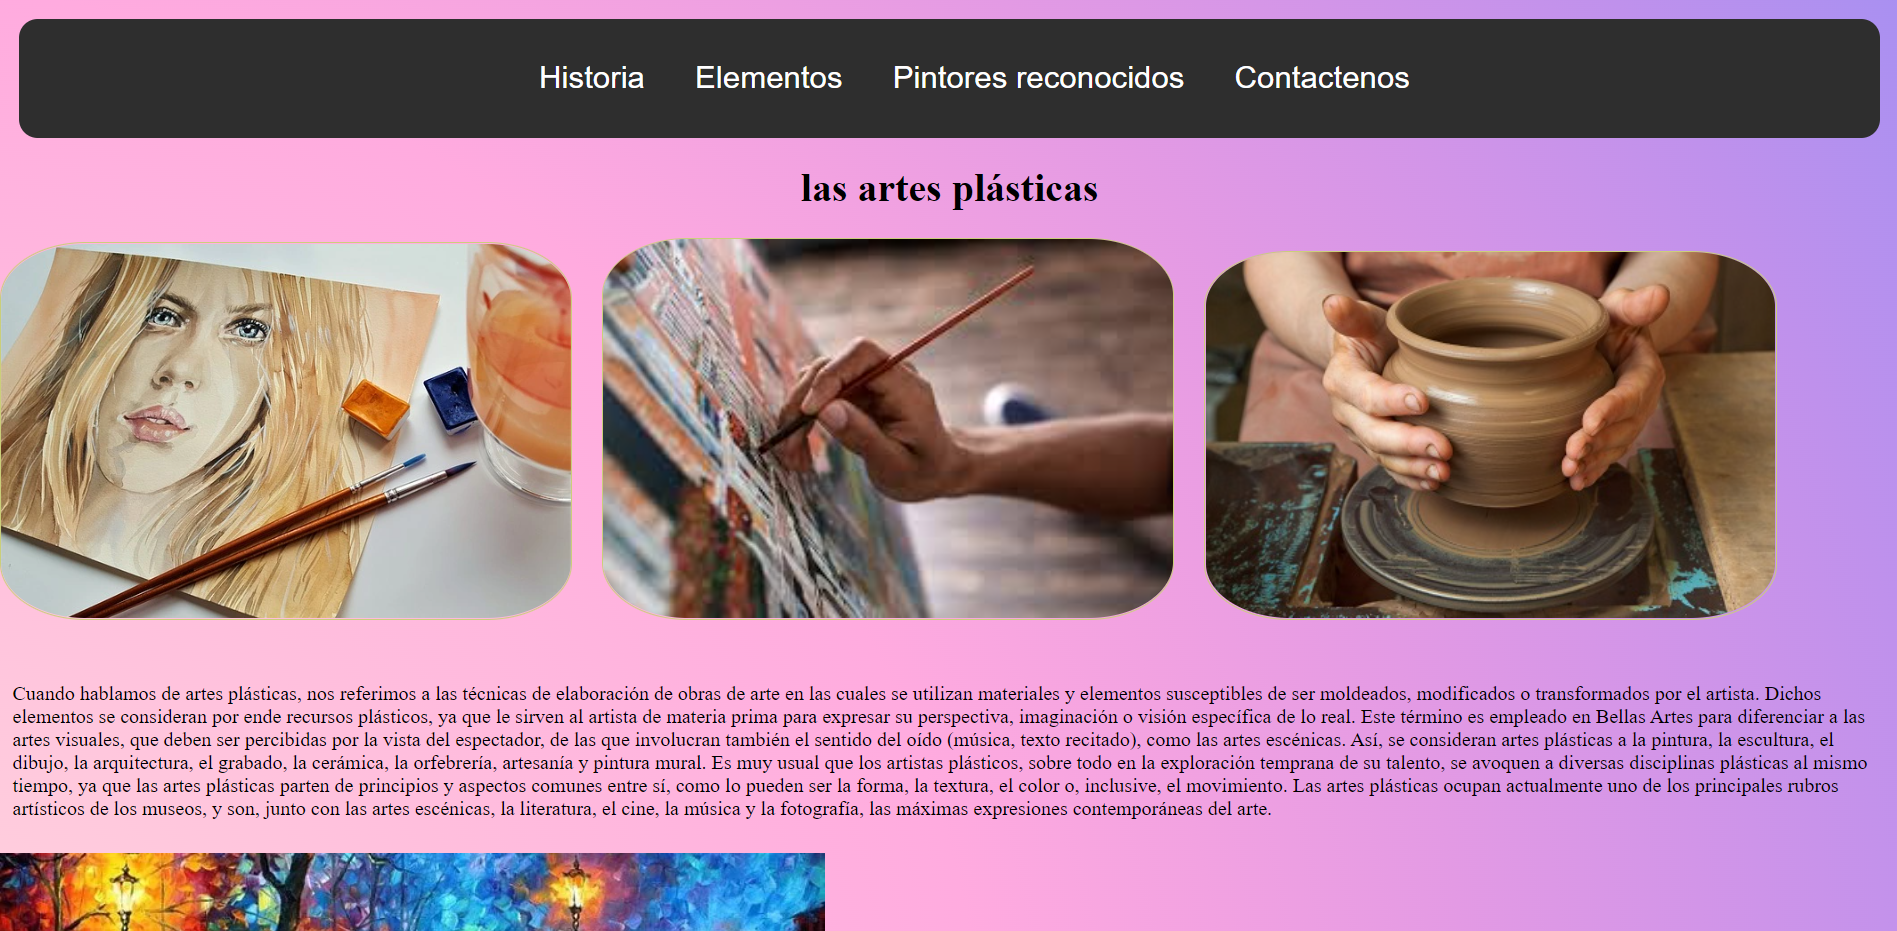 Historia Elementos Pintores reconocidos Contactenos
las artes plásticas
Cuando hablamos de artes plásticas, nos referimos a las técnicas de elaboración de obras de arte en las cuales se utilizan materiales y elementos susceptibles de ser moldeados, modificados o transformados por el artista. Dichos
elementos se consideran por ende recursos plásticos, ya que le sirven al artista de materia prima para expresar su perspectiva, imaginación o visión específica de lo real. Este término es empleado en Bellas Artes para diferenciar a las
artes visuales, que deben ser percibidas por la vista del espectador, de las que involucran también el sentido del oído (música, texto recitado), como las artes escénicas. Así, se consideran artes plásticas a la pintura, la escultura, el
dibujo, la arquitectura, el grabado, la cerámica, la orfebrería, artesanía y pintura mural. Es muy usual que los artistas plásticos, sobre todo en la exploración temprana de su talento, se avoquen a diversas disciplinas plásticas al mismo
tiempo, ya que las artes plásticas parten de principios y aspectos comunes entre sí, como lo pueden ser la forma, la textura, el color o, inclusive, el movimiento. Las artes plásticas ocupan actualmente uno de los principales rubros
artísticos de los museos, y son, junto con las artes escénicas, la literatura, el cine, la música y la fotografía, las máximas expresiones contemporáneas del arte.